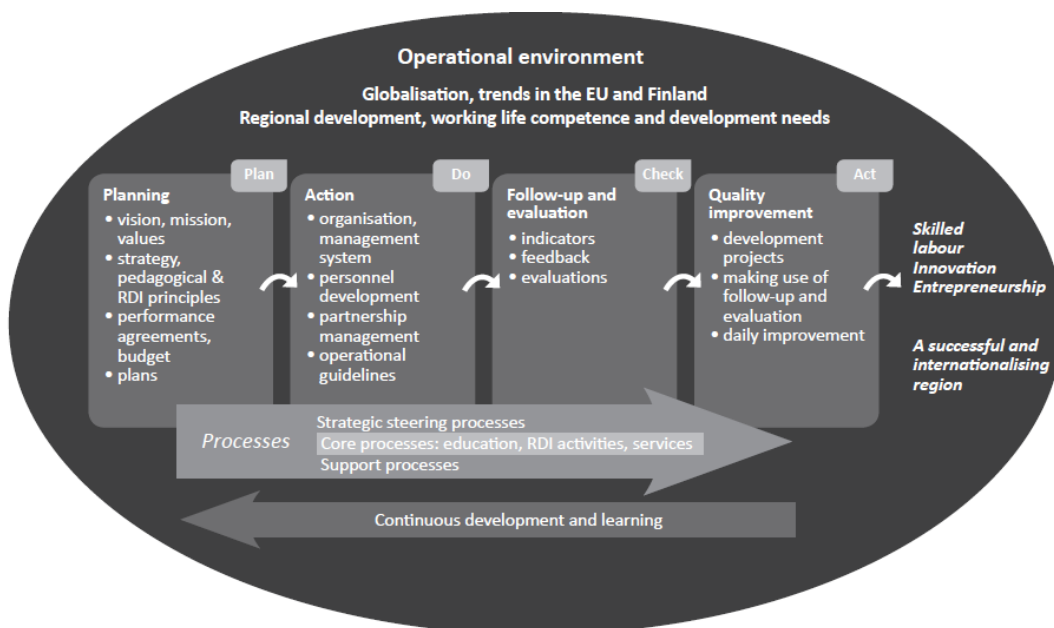 Operational environment
Globalisation, trends in the EU and Finland
Regional development, working life competence and development needs
Plan
Planning
• vision, mission,
values
• strategy,
pedagogical &
RDI principles
• performance
agreements,
budget
• plans
Do
Action
• organisation,
management
system
• personnel
development
• partnership
management
• operational
guidelines
Check
Follow-up and
evaluation
• indicators
• feedback
• evaluations
Act
Quality
improvement
• development
projects
• making use of
follow-up and
evaluation
• daily improvement
Skilled
labour
Innovation
Entrepreneurship
A successful and
internationalising
region
Processes
Strategic steering processes
Core processes: education, RDI activities, services
Support processes
Continuous development and learning